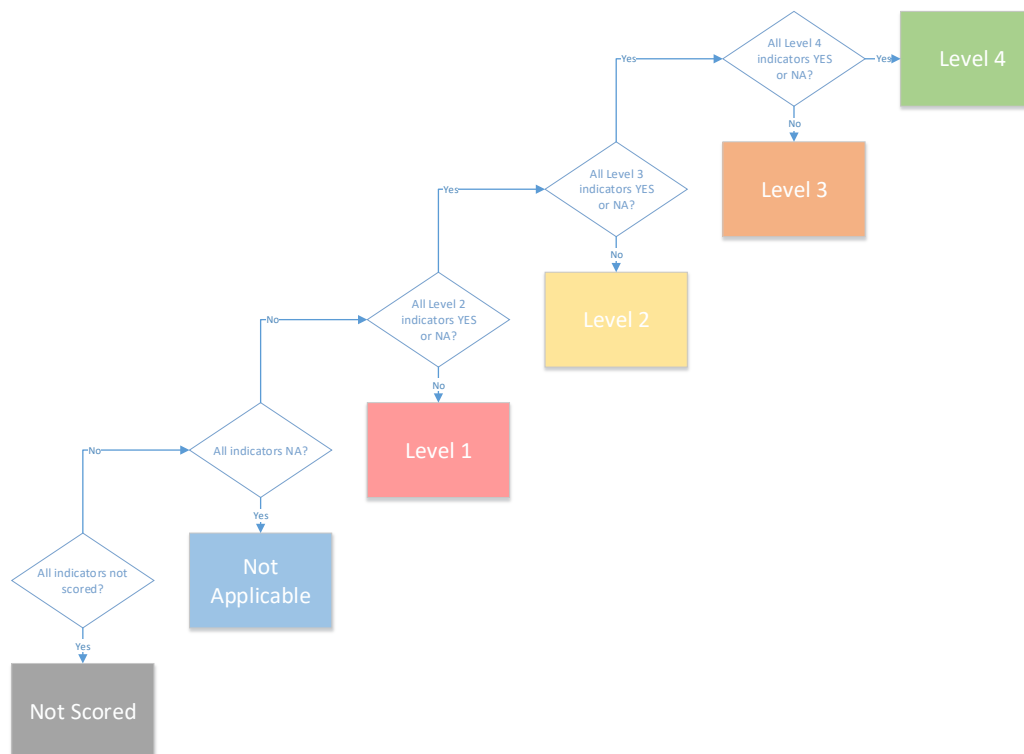 All Level 4
indicators YES
or NA?
Yes
Yes
Level 4
No
All Level 3
indicators YES
or NA?
Level 3
Yes
No
All Level 2
indicators YES
or NA?
Level 2
No
No
All indicators NA?
Level 1
No
Yes
All indicators not
scored?
Not
Applicable
Yes
Not Scored